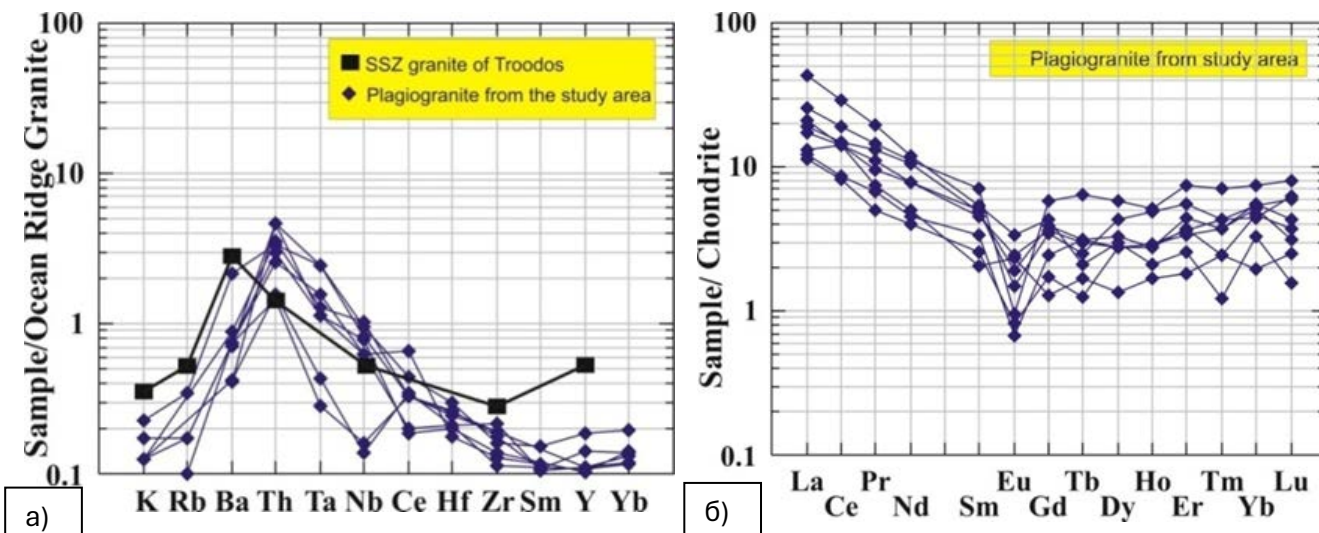 Sample/Ocean Ridge Granite
100
10
1
0.1
SSZ granite of Troodos
Plagiogranite from the study area
K Rb Ba Th Ta Nb Ce Hf Zr Sm Y Yb
а)
Sample/ Chondrite
100
10
1
0.1
Plagiogranite from study area
La Pr Eu Tb Ho Tm Lu
Ce Nd Sm Gd Dy Er Yb
б)